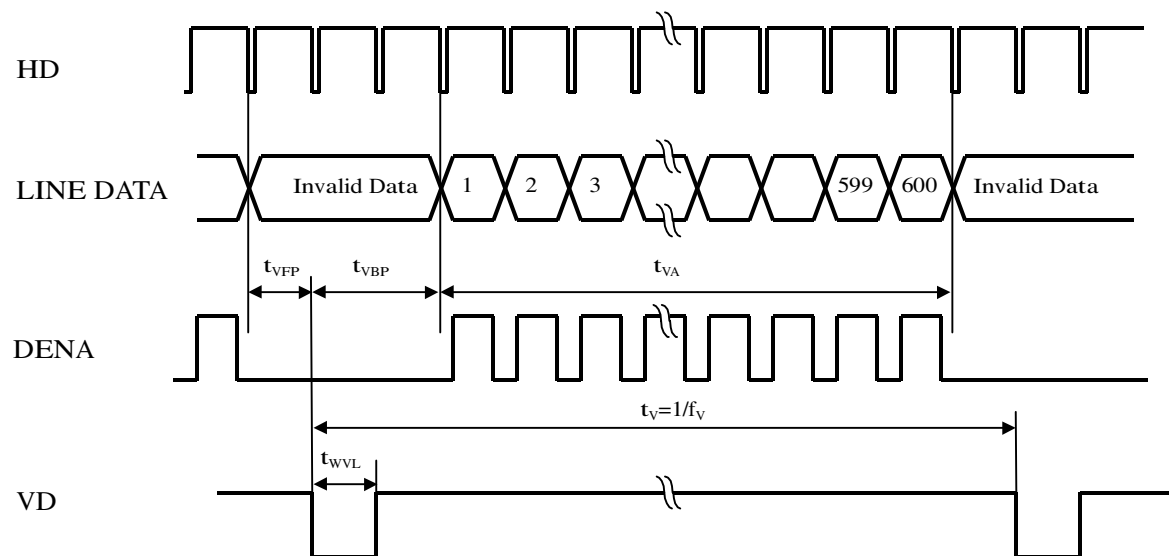 HD
LINE DATA
Invalid Data 1 2 3 599 600 Invalid Data
tVFP tVBP tVA
DENA
tV=1/fV
tWVL
VD